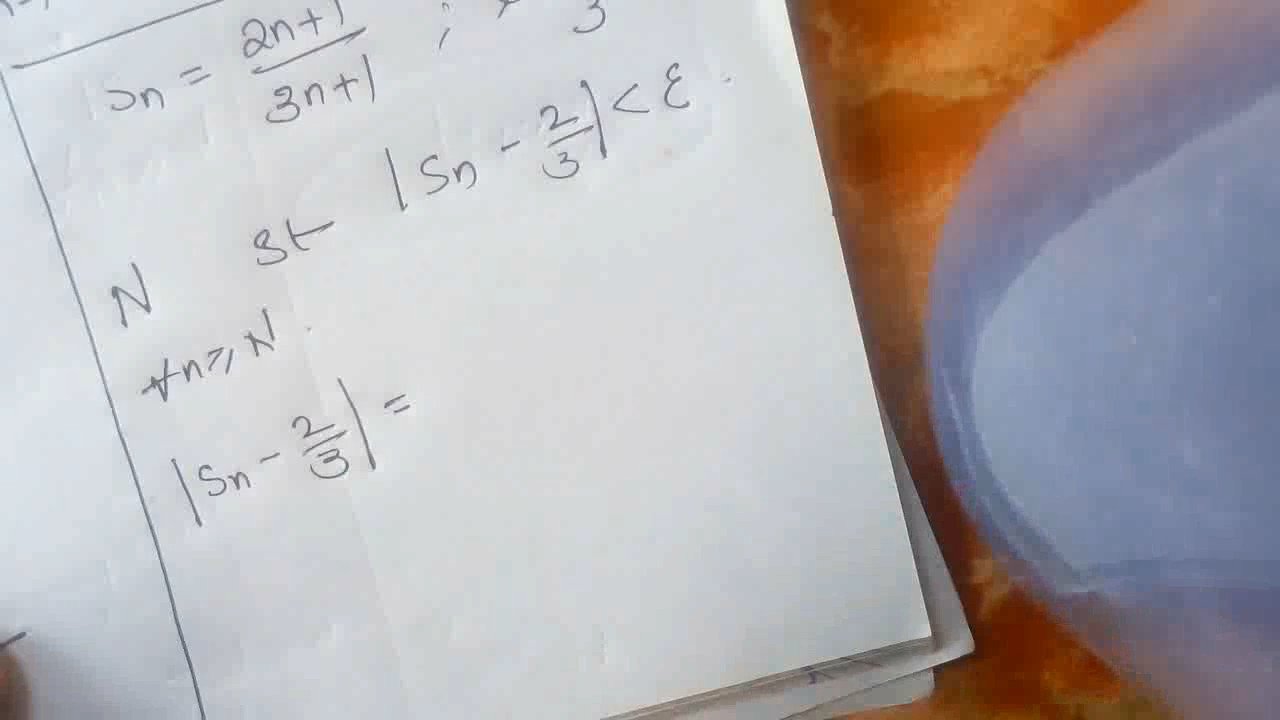 Sn = 2n+1/3n+1 ;
N st |Sn - 2/3| < ε.
∀n ≥ N.
|Sn - 2/3| =